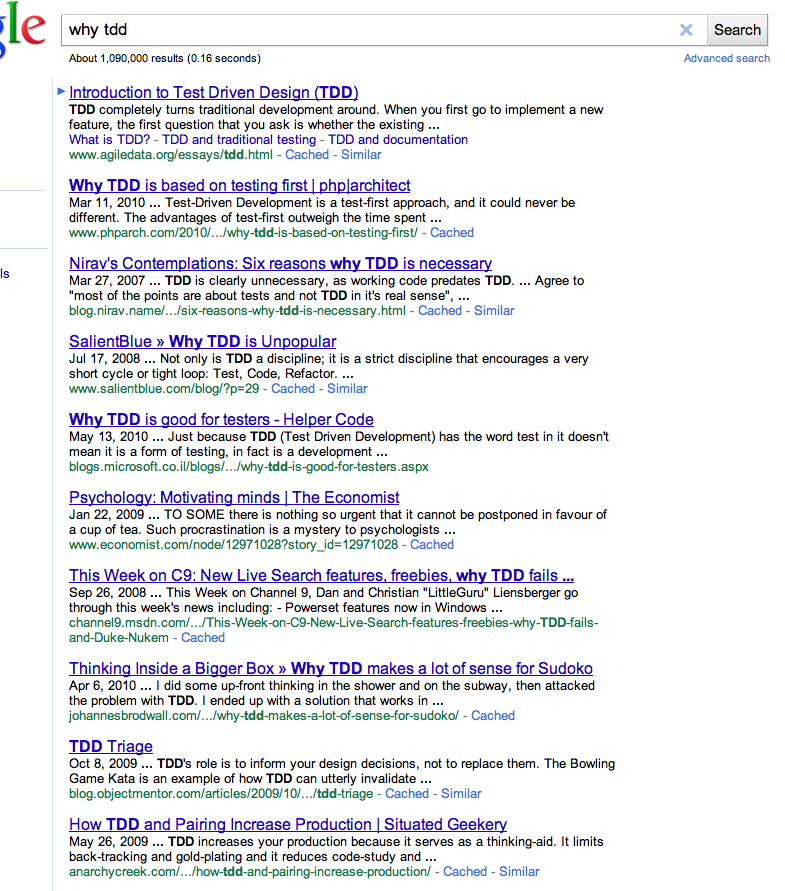 gle
why tdd
Search
About 1,090,000 results (0.16 seconds)
Advanced search
Introduction to Test Driven Design (TDD)
TDD completely turns traditional development around. When you first go to implement a new
feature, the first question that you ask is whether the existing ...
What is TDD? - TDD and traditional testing - TDD and documentation
www.agiledata.org/essays/tdd.html - Cached - Similar
Why TDD is based on testing first | php|architect
Mar 11, 2010 ... Test-Driven Development is a test-first approach, and it could never be
different. The advantages of test-first outweigh the time spent ...
www.phparch.com/2010/.../why-tdd-is-based-on-testing-first/ - Cached
ls
Nirav's Contemplations: Six reasons why TDD is necessary
Mar 27, 2007 ... TDD is clearly unnecessary, as working code predates TDD. ... Agree to
"most of the points are about tests and not TDD in it's real sense", ...
blog.nirav.name/.../six-reasons-why-tdd-is-necessary.html - Cached - Similar
SalientBlue » Why TDD is Unpopular
Jul 17, 2008 ... Not only is TDD a discipline; it is a strict discipline that encourages a very
short cycle or tight loop: Test, Code, Refactor. ...
www.salientblue.com/blog/?p=29 - Cached - Similar
Why TDD is good for testers - Helper Code
May 13, 2010 ... Just because TDD (Test Driven Development) has the word test in it doesn't
mean it is a form of testing, in fact is a development ...
blogs.microsoft.co.il/blogs/.../why-tdd-is-good-for-testers.aspx
Psychology: Motivating minds | The Economist
Jan 22, 2009 ... TO SOME there is nothing so urgent that it cannot be postponed in favour of
a cup of tea. Such procrastination is a mystery to psychologists ...
www.economist.com/node/12971028?story_id=12971028 - Cached
This Week on C9: New Live Search features, freebies, why TDD fails ...
Sep 26, 2008 ... This Week on Channel 9, Dan and Christian "LittleGuru" Liensberger go
through this week's news including: - Powerset features now in Windows ...
channel9.msdn.com/.../This-Week-on-C9-New-Live-Search-features-freebies-why-TDD-fails-
and-Duke-Nukem - Cached
Thinking Inside a Bigger Box » Why TDD makes a lot of sense for Sudoko
Apr 6, 2010 ... I did some up-front thinking in the shower and on the subway, then attacked
the problem with TDD. I ended up with a solution that works in ...
johannesbrodwall.com/.../why-tdd-makes-a-lot-of-sense-for-sudoko/ - Cached
TDD Triage
Oct 8, 2009 ... TDD's role is to inform your design decisions, not to replace them. The Bowling
Game Kata is an example of how TDD can utterly invalidate ...
blog.objectmentor.com/articles/2009/10/.../tdd-triage - Cached - Similar
How TDD and Pairing Increase Production | Situated Geekery
May 26, 2009 ... TDD increases your production because it serves as a thinking-aid. It limits
back-tracking and gold-plating and it reduces code-study and ...
anarchycreek.com/.../how-tdd-and-pairing-increase-production/ - Cached - Similar